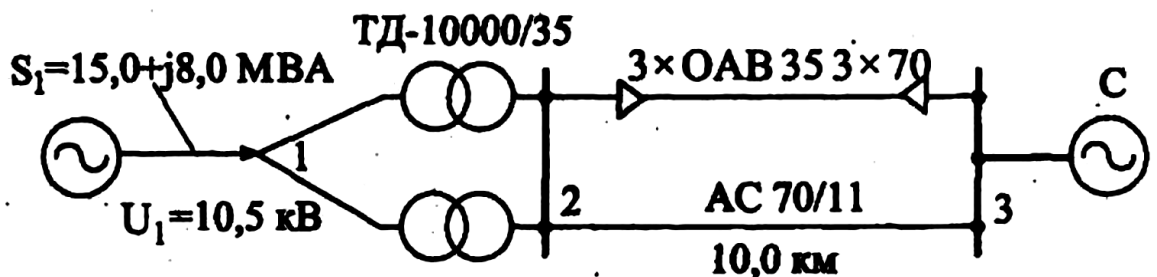 ТД-10000/35
S₁=15,0+j8,0 МВА
3×ОАВ 35 3×70
С
1
U₁=10,5 кВ
2
АС 70/11
3
10,0 км